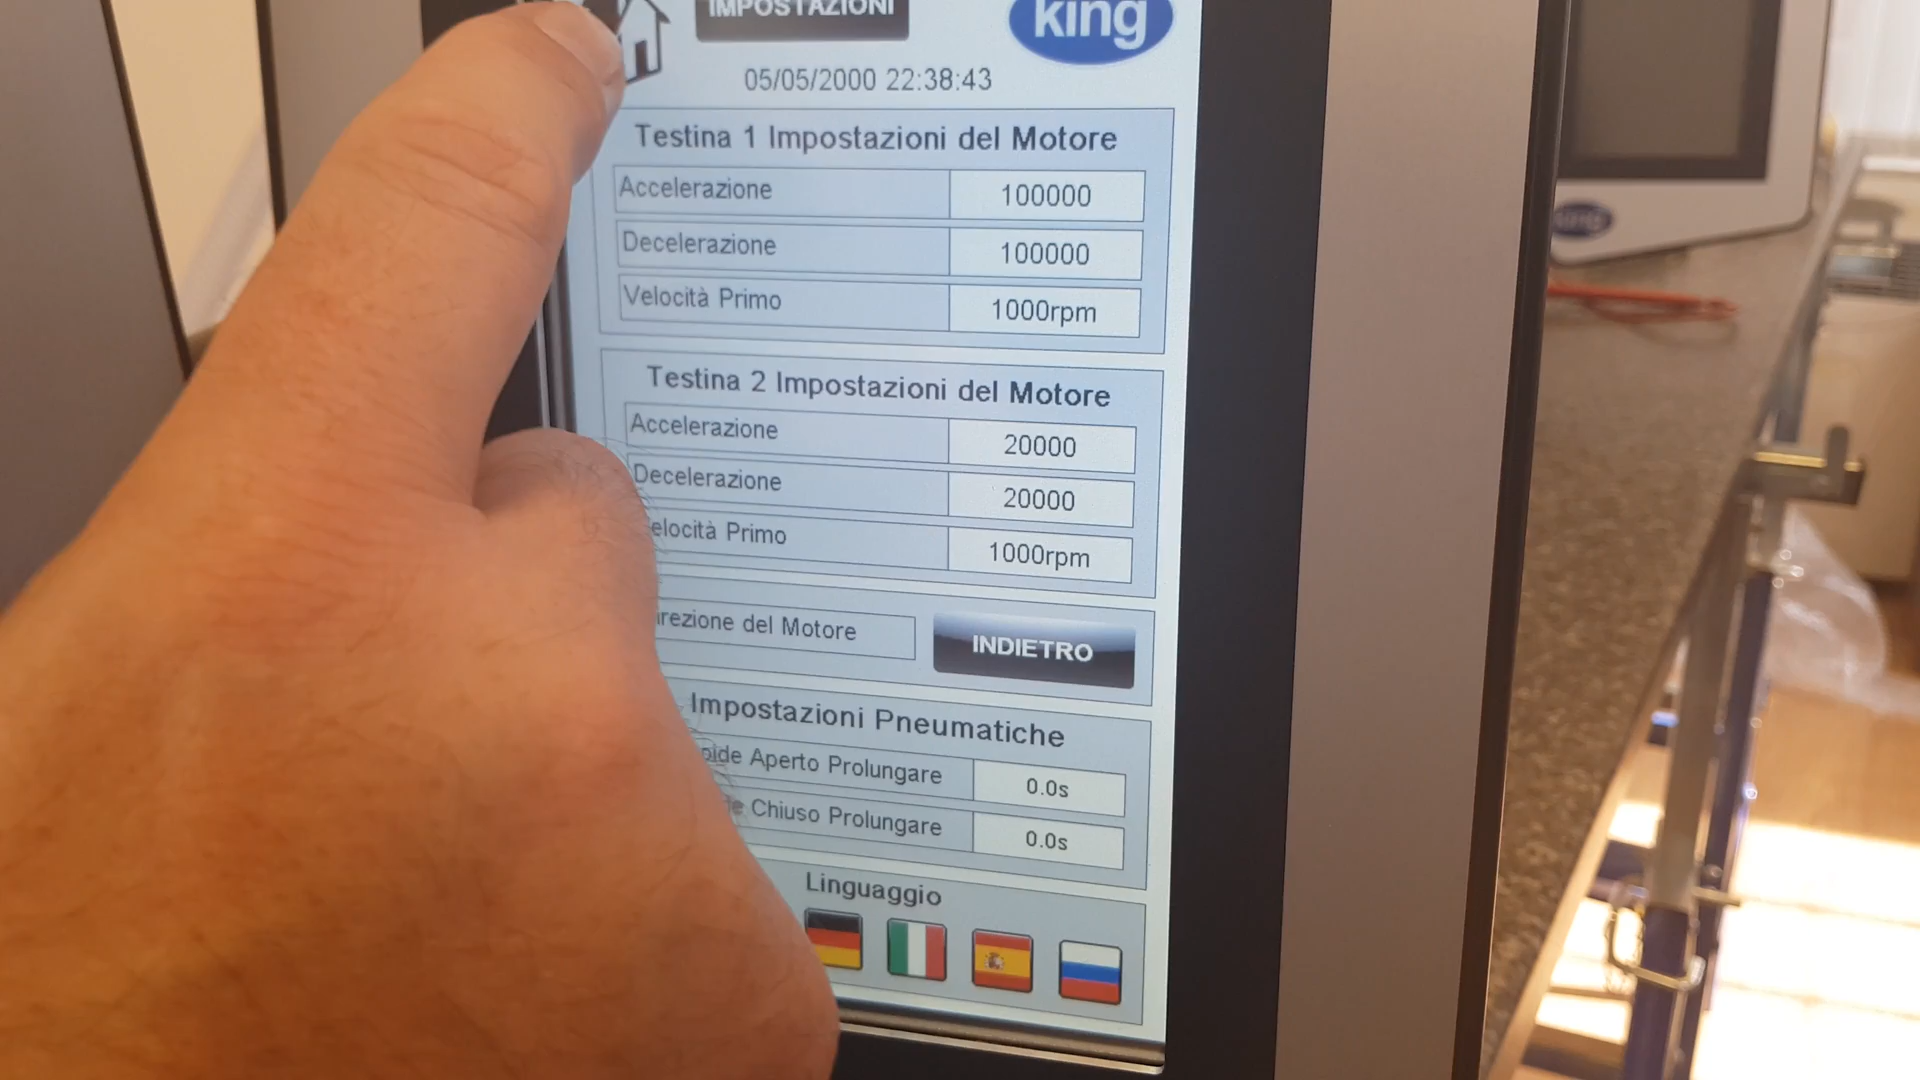 IMPOSTAZIONI
king
05/05/2000 22:38:43
Testina 1 Impostazioni del Motore
Accelerazione 100000
Decelerazione 100000
Velocità Primo 1000rpm
Testina 2 Impostazioni del Motore
Accelerazione 20000
Decelerazione 20000
elocità Primo 1000rpm
irezione del Motore INDIETRO
Impostazioni Pneumatiche
oide Aperto Prolungare 0.0s
e Chiuso Prolungare 0.0s
Linguaggio
king